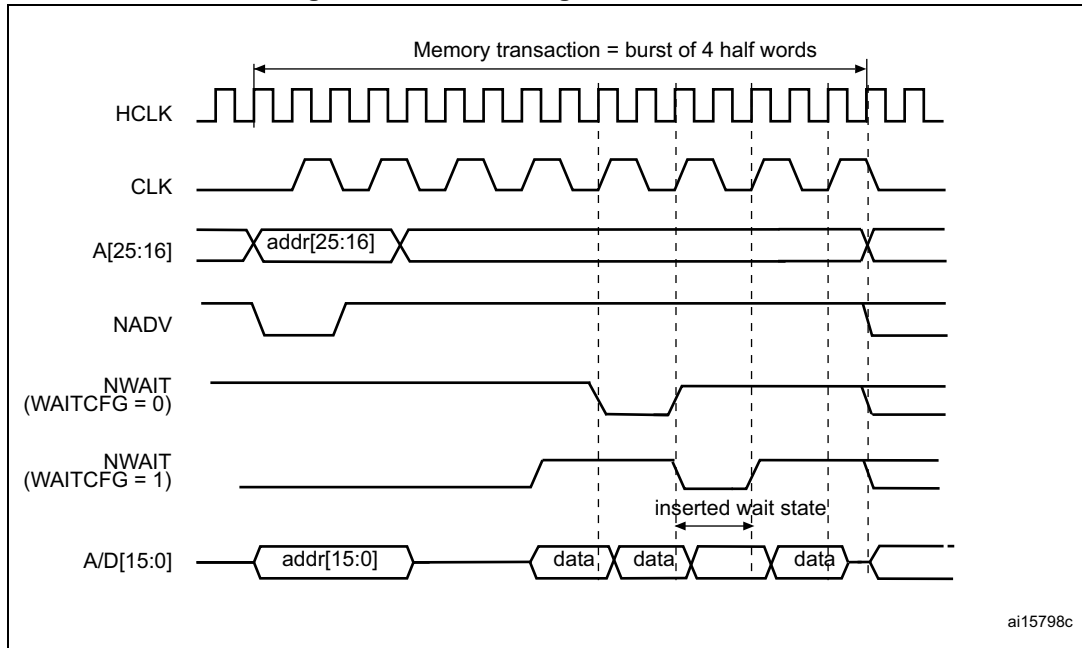 Memory transaction = burst of 4 half words
HCLK
CLK
A[25:16]
addr[25:16]
NADV
NWAIT
(WAITCFG = 0)
NWAIT
(WAITCFG = 1)
inserted wait state
A/D[15:0]
addr[15:0]
data
data
data
ai15798c